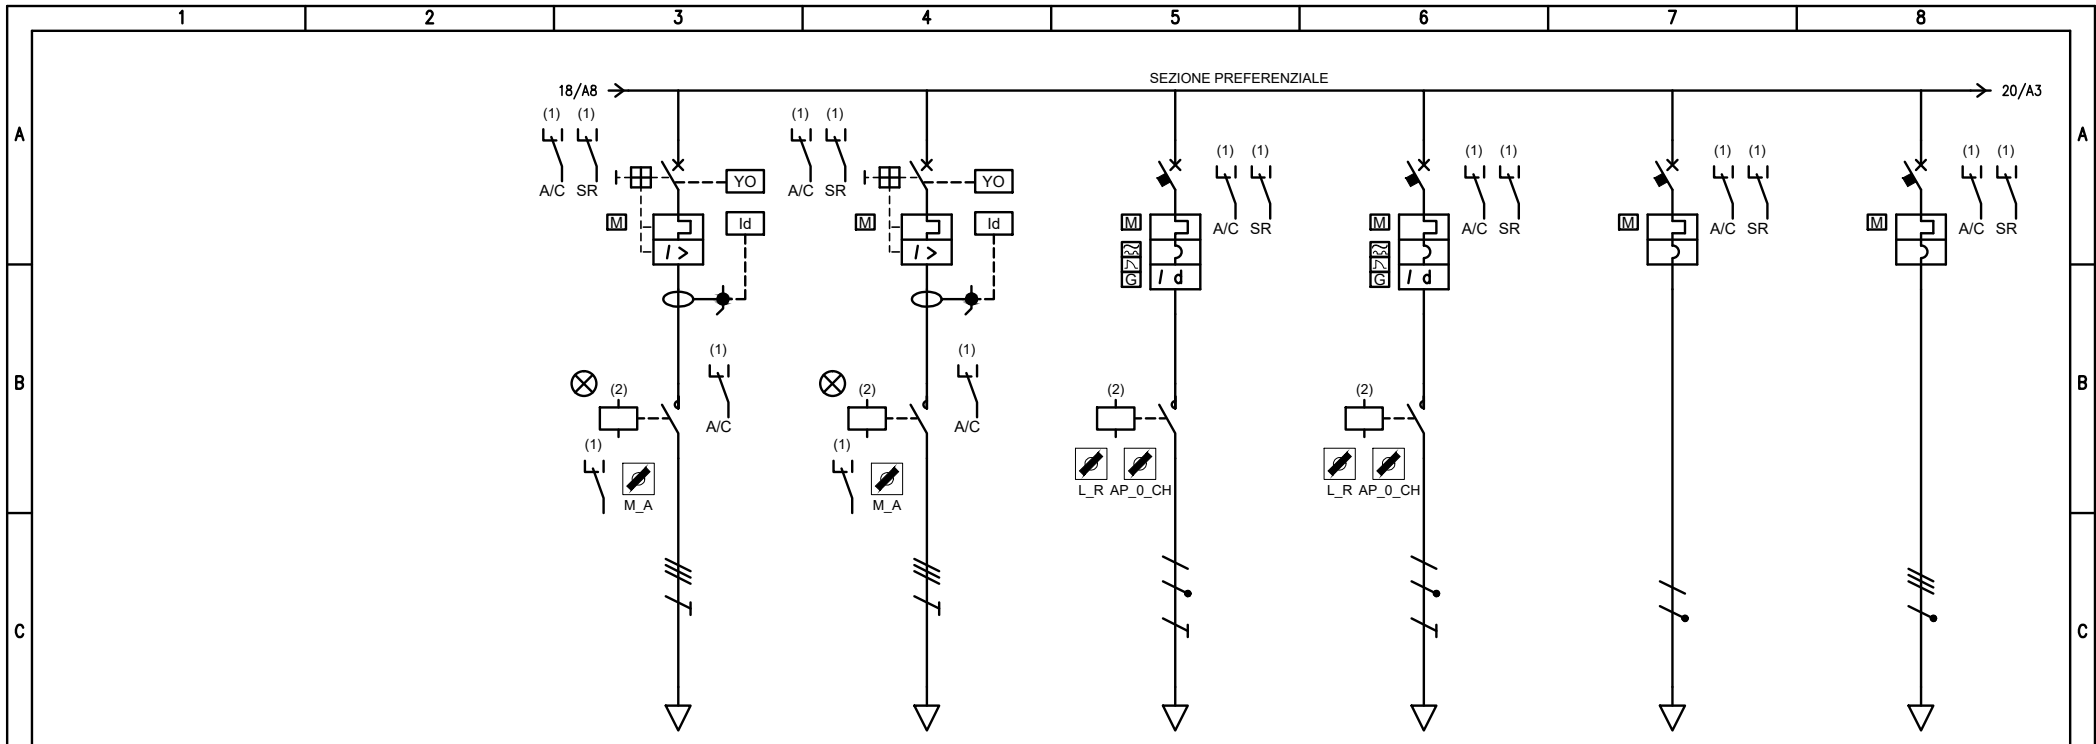 1 2 3 4 5 6 7 8
SEZIONE PREFERENZIALE
18/A8 20/A3
(1) (1) (1) (1)
A A
(1) (1) (1) (1) (1) (1) (1) (1)
YO YO
A/C SR A/C SR
M Id M Id M A/C SR M A/C SR M A/C SR M A/C SR
I > I >
G I d G I d
(1) (1)
B B
(2) (2) (2) (2)
A/C A/C
(1) (1)
L_R AP_0_CH L_R AP_0_CH
M_A M_A
C C